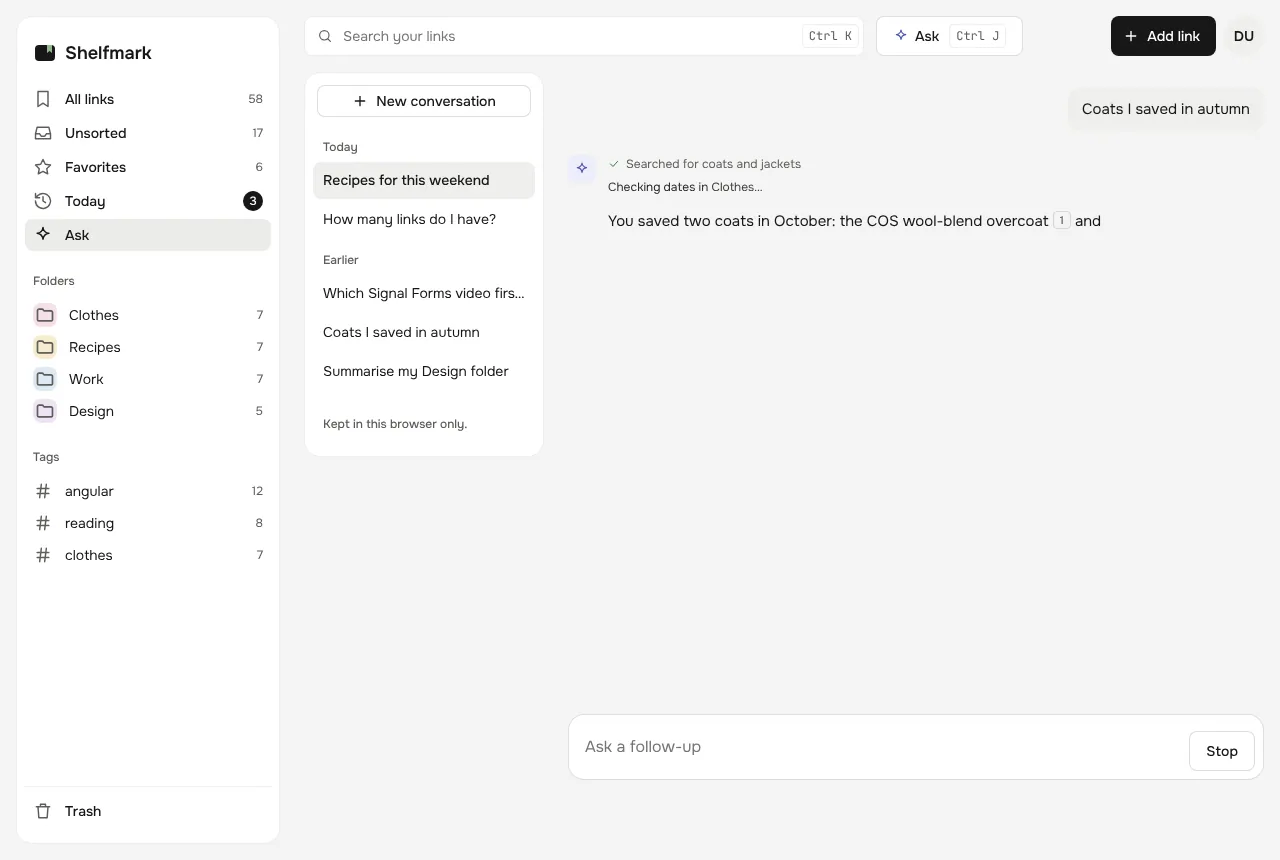 Shelfmark
All links 58
Unsorted 17
Favorites 6
Today 3
Ask
Folders
Clothes 7
Recipes 7
Work 7
Design 5
Tags
angular 12
reading 8
clothes 7
Trash
Search your links Ctrl K
Ask Ctrl J
Add link
DU
New conversation
Today
Recipes for this weekend
How many links do I have?
Earlier
Which Signal Forms video firs...
Coats I saved in autumn
Summarise my Design folder
Kept in this browser only.
Coats I saved in autumn
Searched for coats and jackets
Checking dates in Clothes...
You saved two coats in October: the COS wool-blend overcoat 1 and
Ask a follow-up
Stop